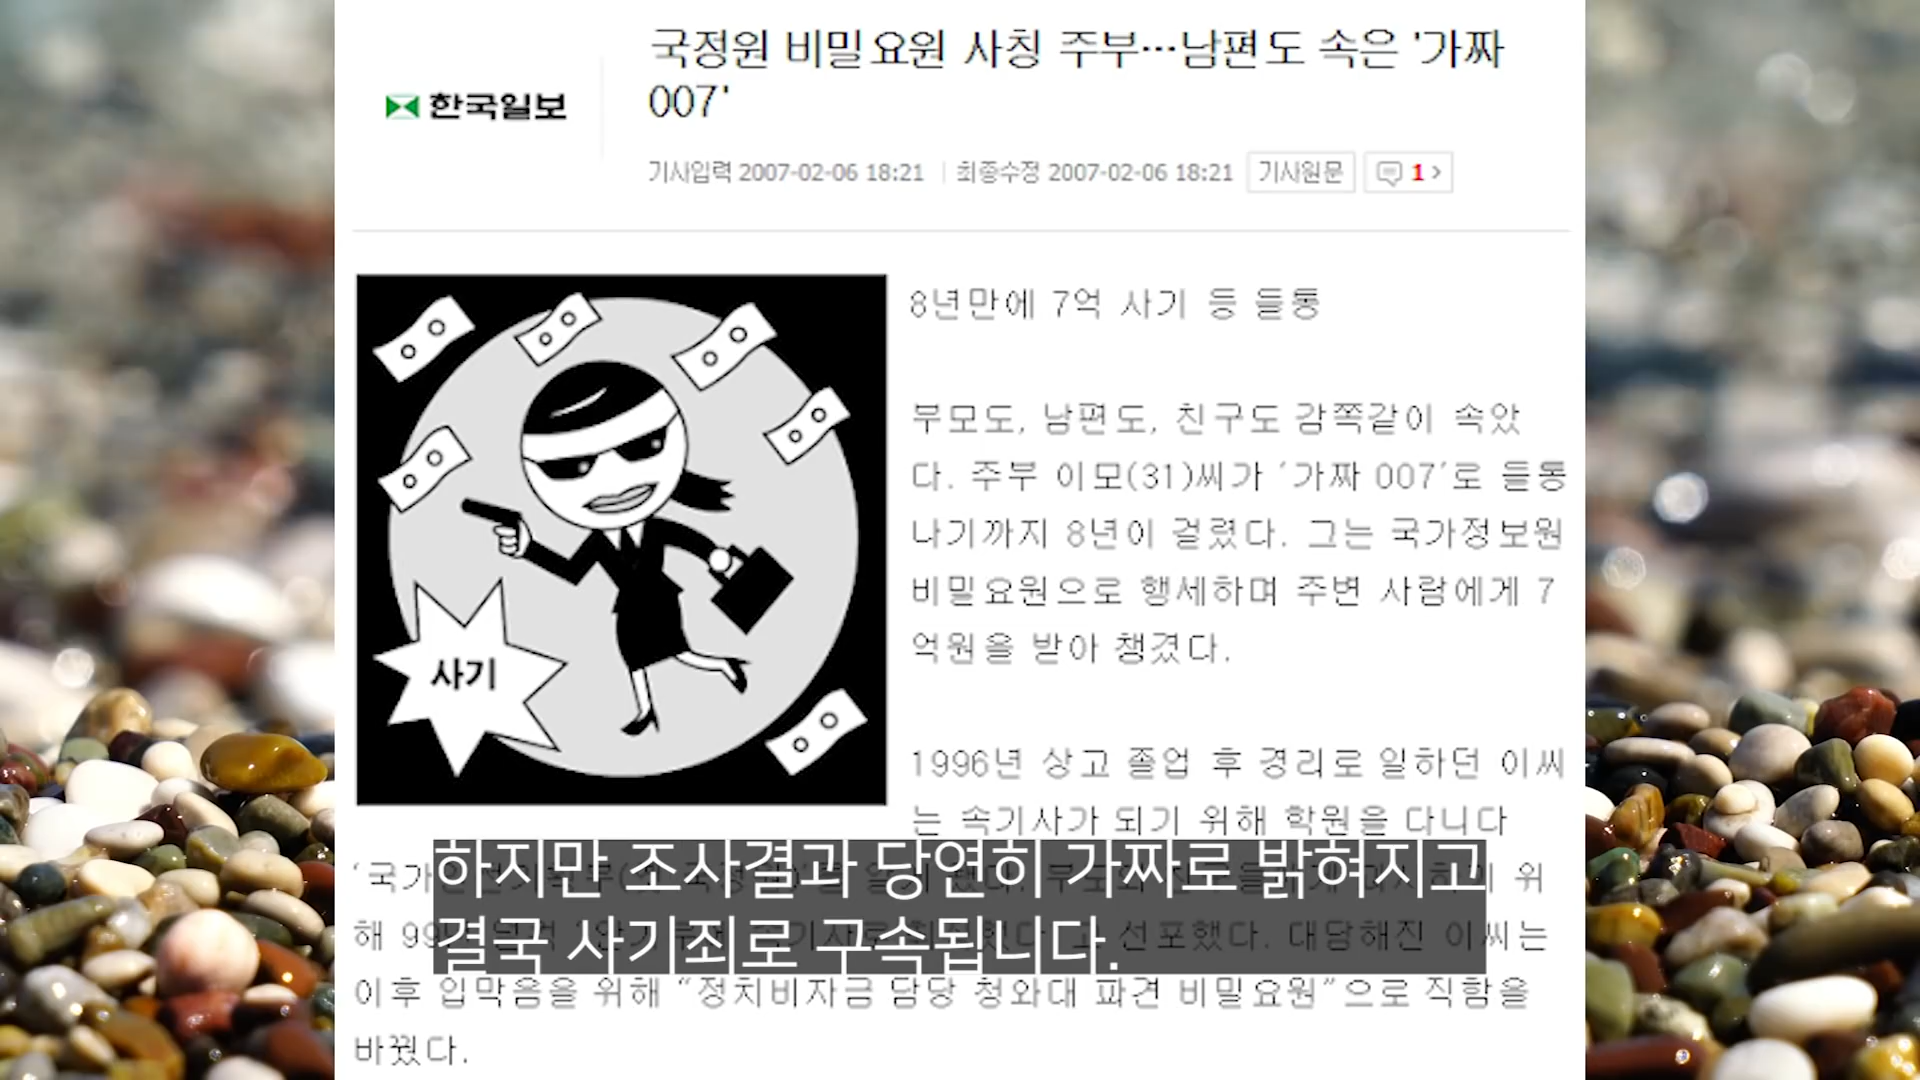 국정원 비밀요원 사칭 주부…남편도 속은 '가짜
007'
한국일보
기사입력 2007-02-06 18:21 최종수정 2007-02-06 18:21 기사원문 1
8년만에 7억 사기 등 들통
부모도, 남편도, 친구도 감쪽같이 속았
다. 주부 이모(31)씨가 ‘가짜 007’로 들통
나기까지 8년이 걸렸다. 그는 국가정보원
비밀요원으로 행세하며 주변 사람에게 7
억원을 받아 챙겼다.
사기
1996년 상고 졸업 후 경리로 일하던 이씨
는 속기사가 되기 위해 학원을 다니다
‘국가 위
하지만 조사결과 당연히 가짜로 밝혀지고
해 99 선포했다. 대담해진 이씨는
결국 사기죄로 구속됩니다.
이후 입막음을 위해 “정치비자금 담당 청와대 파견 비밀요원”으로 직함을
바꿨다.